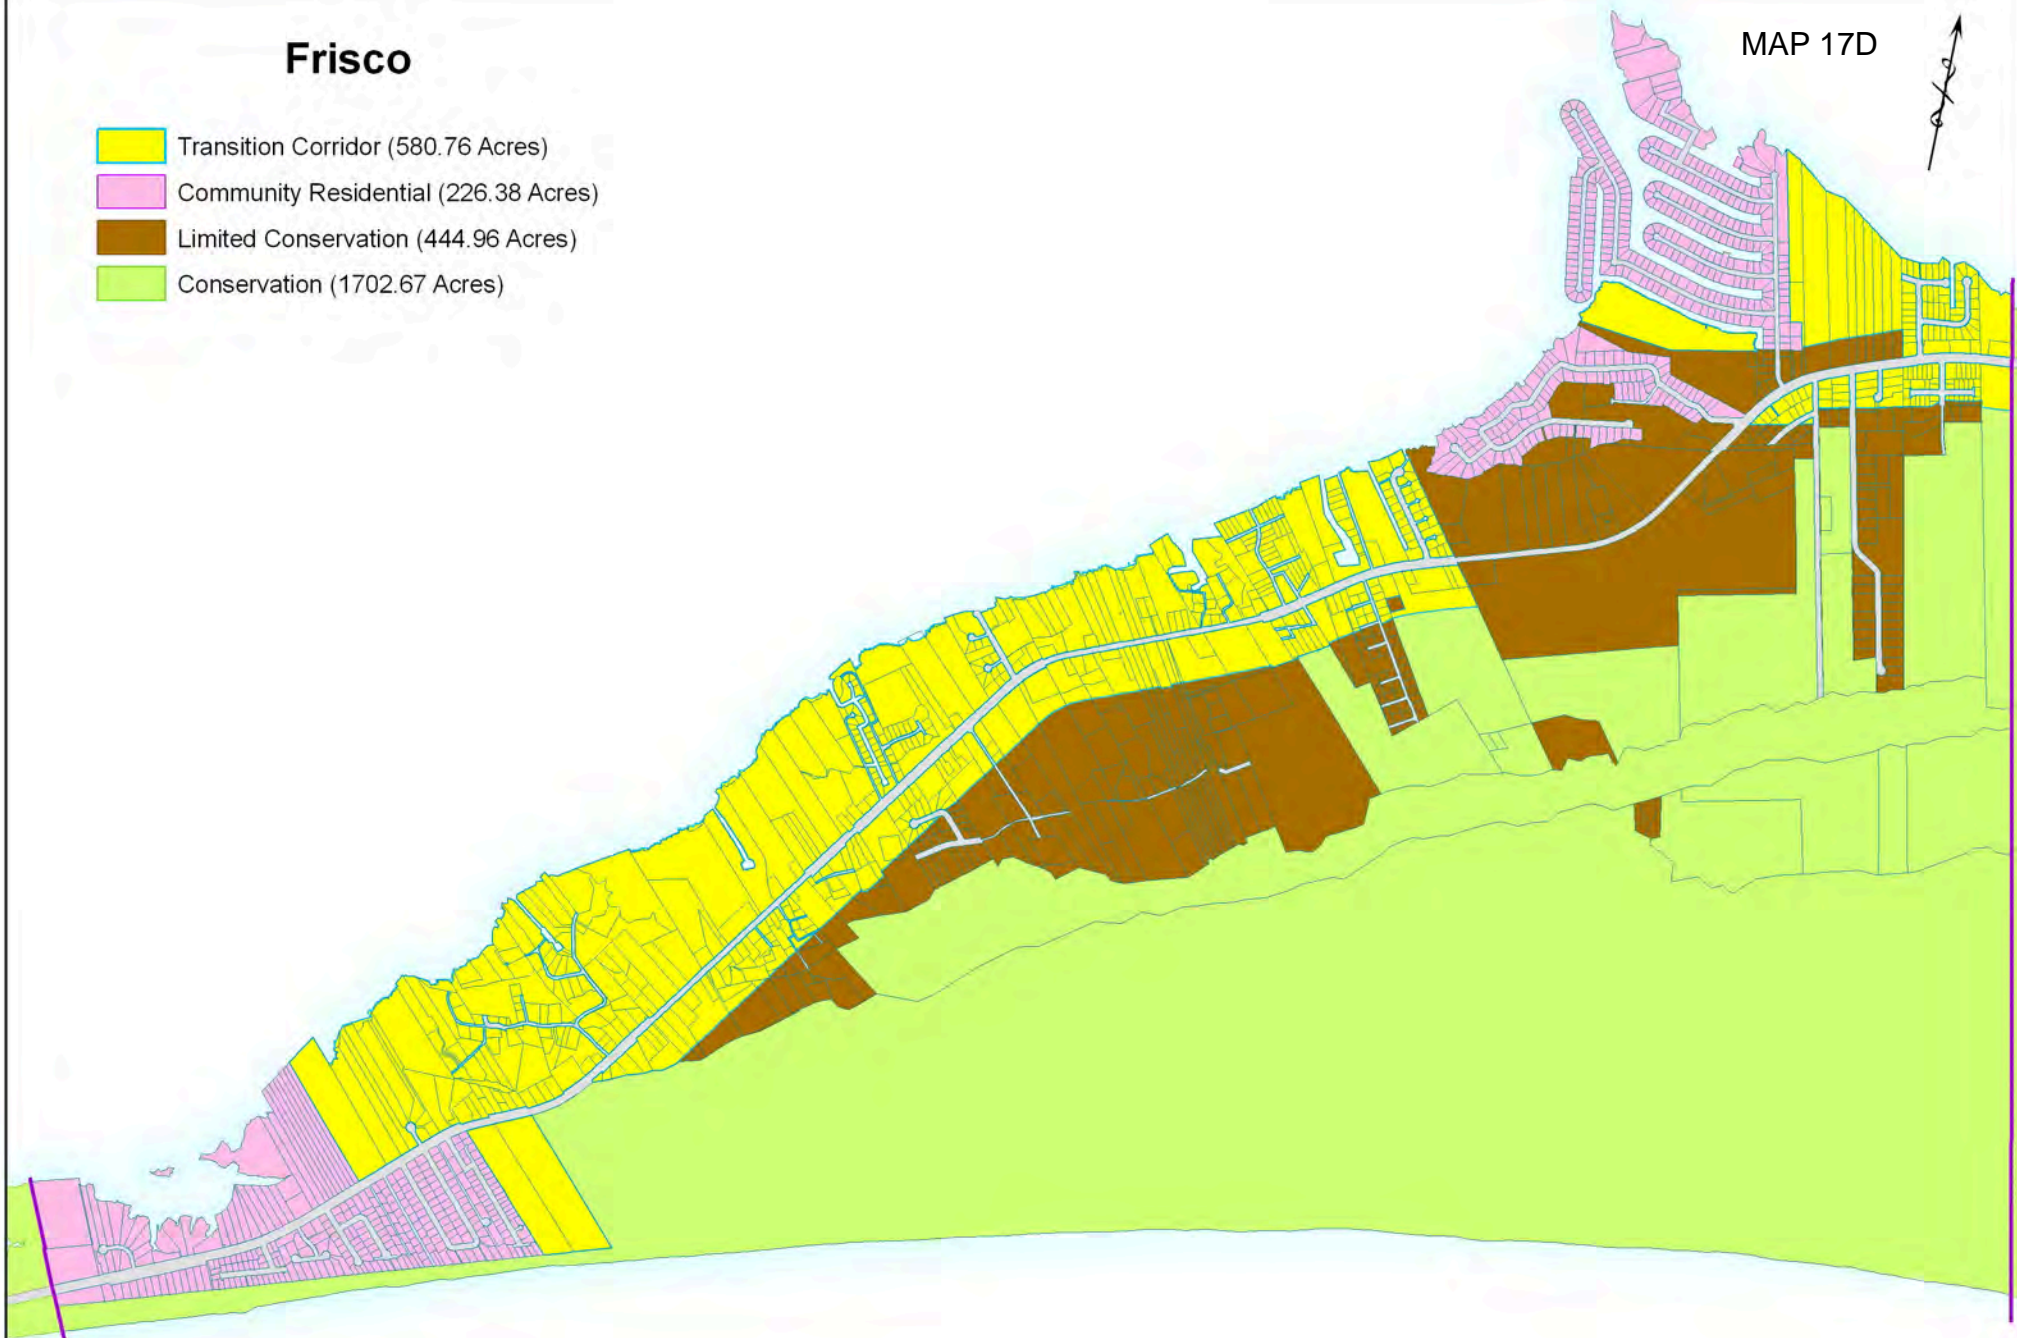 Frisco
MAP 17D
Transition Corridor (580.76 Acres)
Community Residential (226.38 Acres)
Limited Conservation (444.96 Acres)
Conservation (1702.67 Acres)